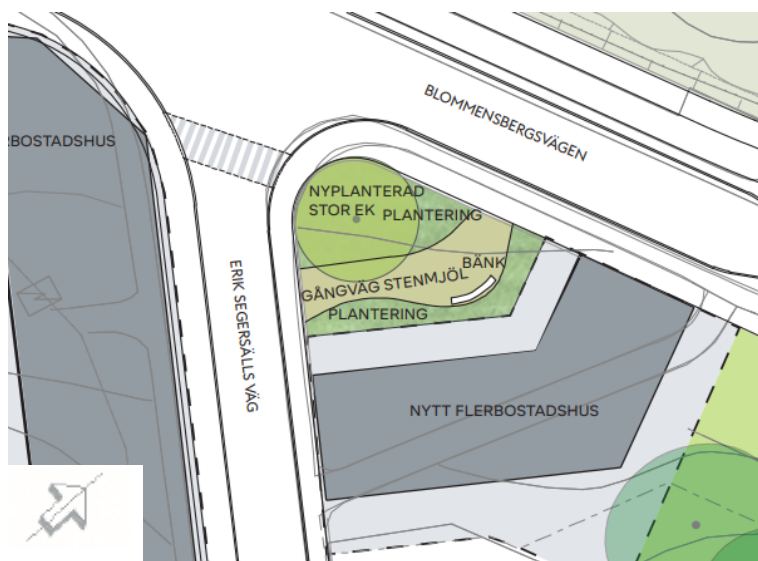 RBOSTADSHUS
BLOMMENSBERGSVÄGEN
NYPLANTERAD
STOR EK
PLANTERING
BÄNK
GÅNGVÄG STENMJÖL
PLANTERING
ERIK SEGERSÄLLS VÄG
NYTT FLERBOSTADSHUS